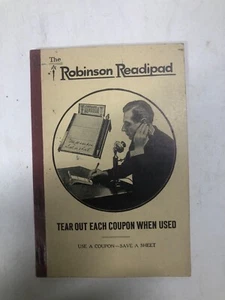 The
Robinson Readipad
TEAR OUT EACH COUPON WHEN USED
USE A COUPON—SAVE A SHEET